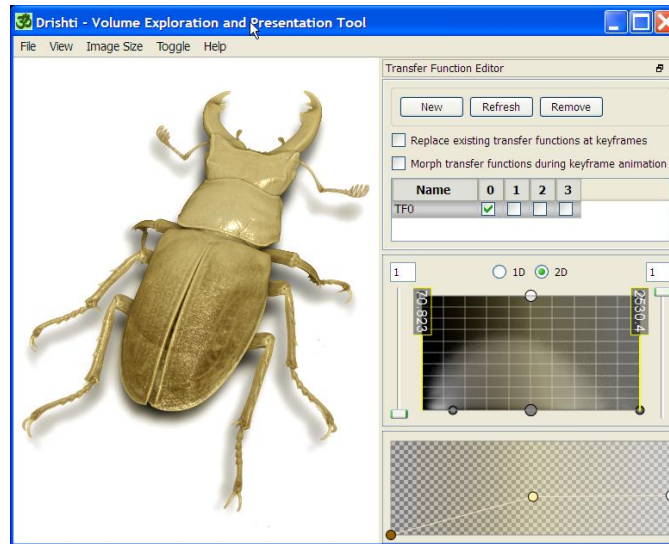 Drishti - Volume Exploration and Presentation Tool
File View Image Size Toggle Help
Transfer Function Editor
New Refresh Remove
Replace existing transfer functions at keyframes
Morph transfer functions during keyframe animation
Name 0 1 2 3
TF0
1 1D 2D 1
70.823 2530.4